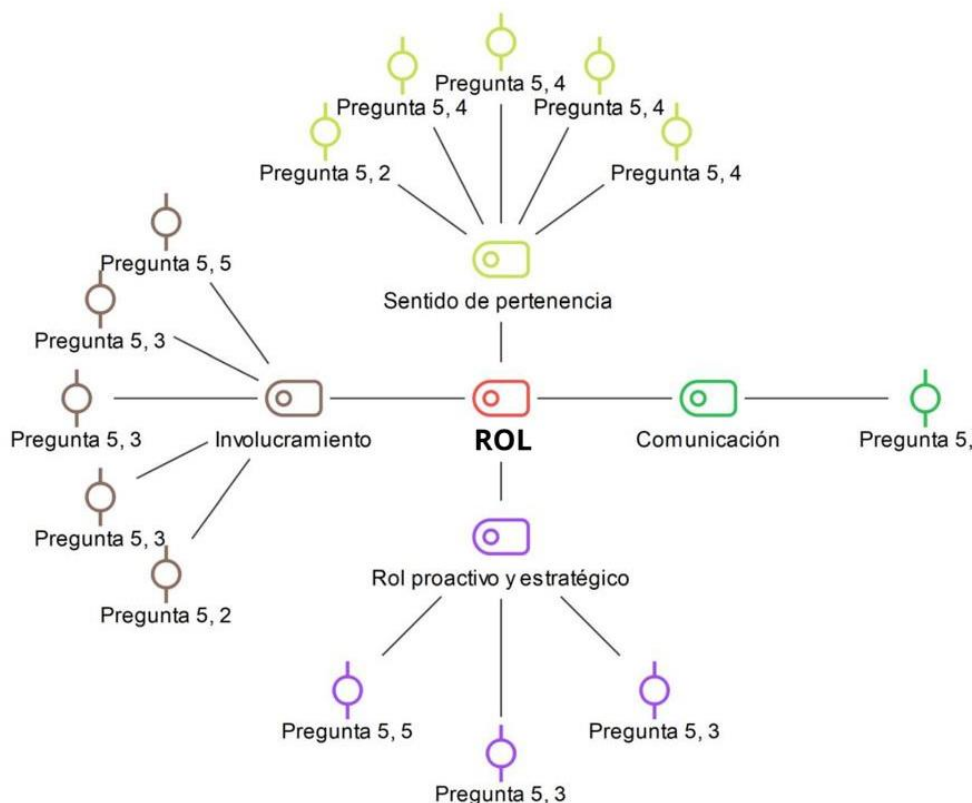 Pregunta 5, 4
Pregunta 5, 4
Pregunta 5, 4
Pregunta 5, 2
Pregunta 5, 4
Pregunta 5, 5
Sentido de pertenencia
Pregunta 5, 3
Pregunta 5, 3
Involucramiento
ROL
Comunicación
Pregunta 5,
Pregunta 5, 3
Rol proactivo y estratégico
Pregunta 5, 2
Pregunta 5, 5
Pregunta 5, 3
Pregunta 5, 3